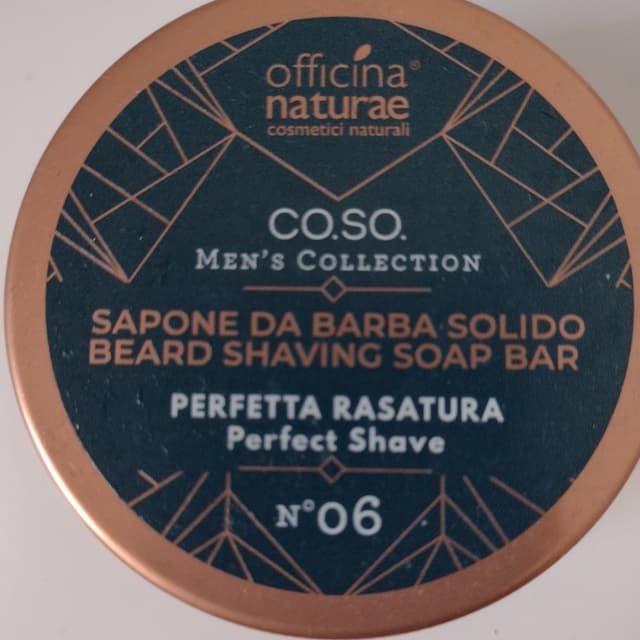 officina®
naturae
cosmetici naturali
CO.SO.
MEN'S COLLECTION
SAPONE DA BARBA SOLIDO
BEARD SHAVING SOAP BAR
PERFETTA RASATURA
Perfect Shave
N°06